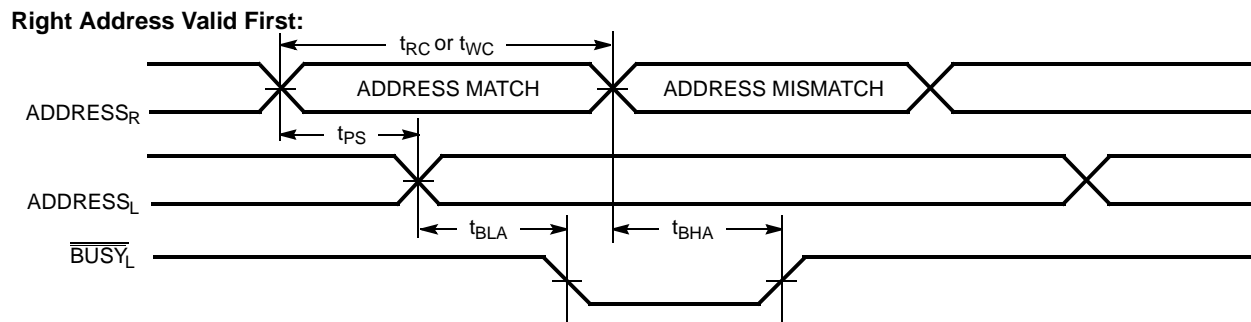 Right Address Valid First:
tRC or tWC
ADDRESSR
ADDRESS MATCH
ADDRESS MISMATCH
tPS
ADDRESSL
tBLA
tBHA
BUSYL